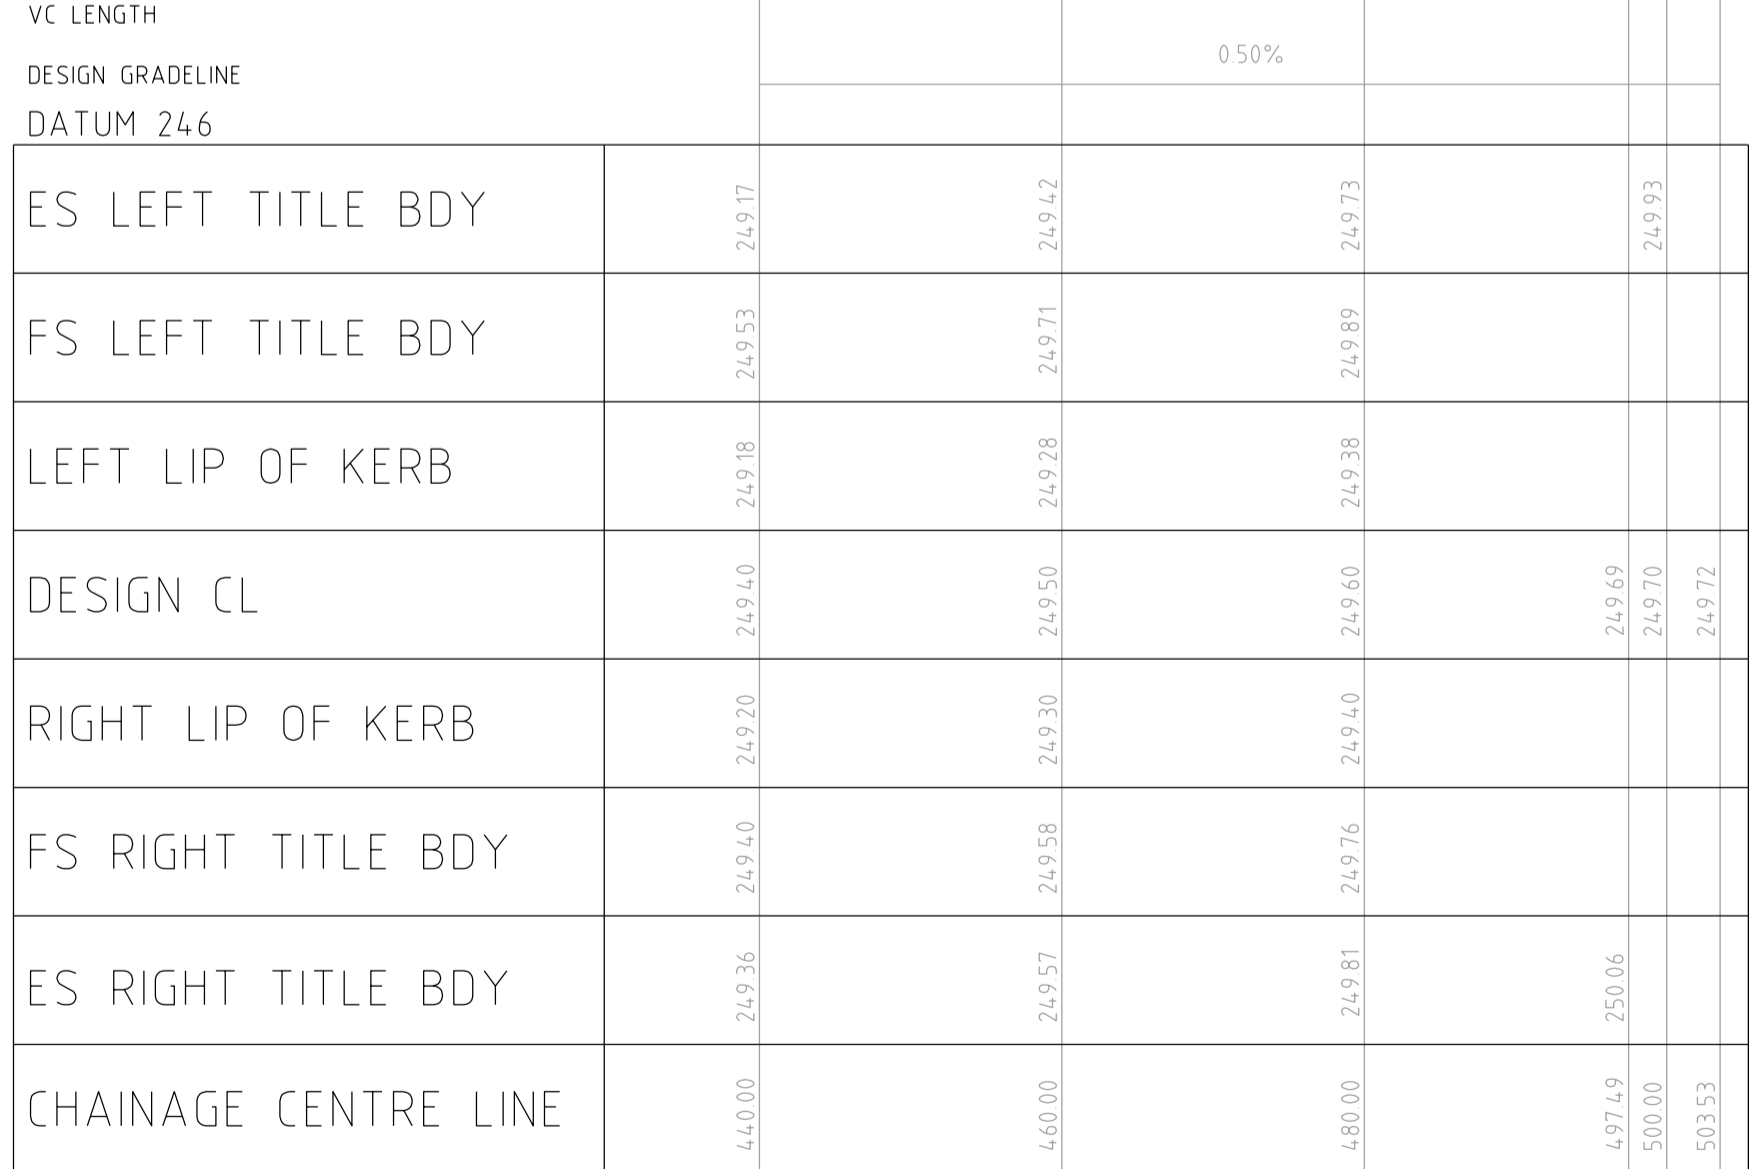 VC LENGTH
0.50%
DESIGN GRADELINE
DATUM 246
ES LEFT TITLE BDY 249.17 249.42 249.73 249.93
FS LEFT TITLE BDY 249.53 249.71 249.89
LEFT LIP OF KERB 249.18 249.28 249.38
DESIGN CL 249.40 249.50 249.60 249.69 249.70 249.72
RIGHT LIP OF KERB 249.20 249.30 249.40
FS RIGHT TITLE BDY 249.40 249.58 249.76
ES RIGHT TITLE BDY 249.36 249.57 249.81 250.06
CHAINAGE CENTRE LINE 440.00 460.00 480.00 497.49 500.00 503.53